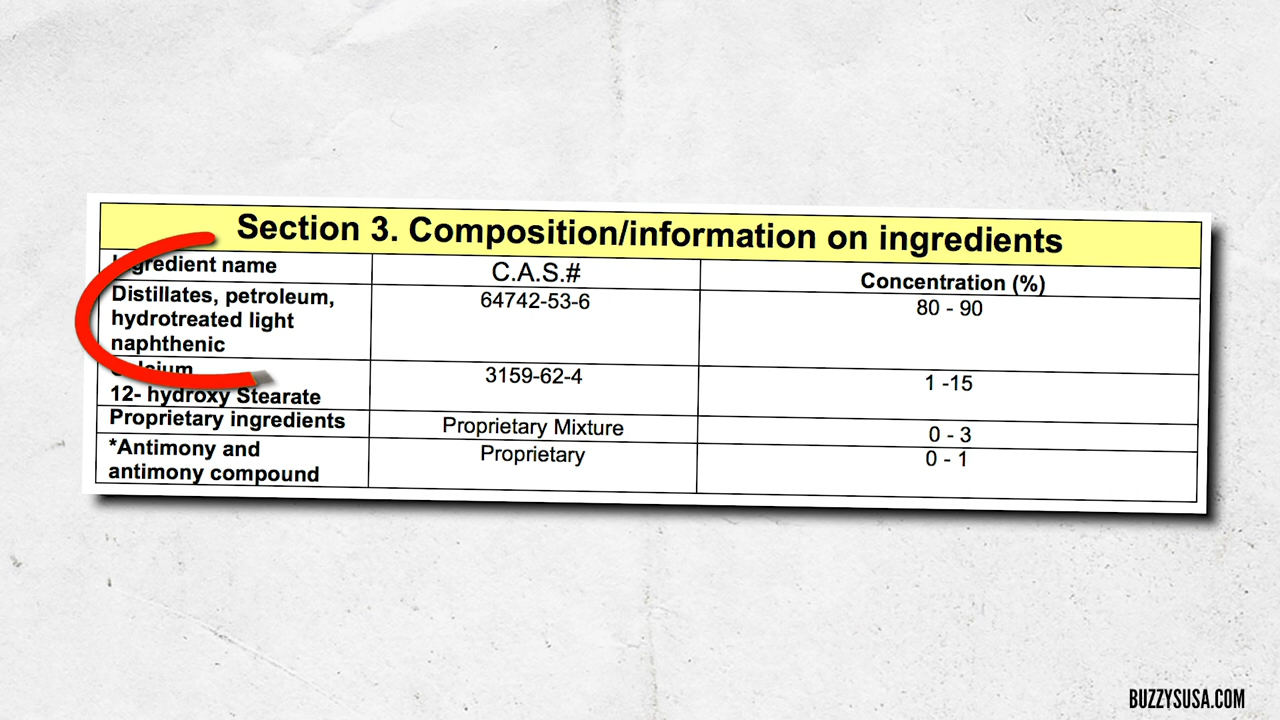 Section 3. Composition/information on ingredients
Ingredient name C.A.S.# Concentration (%)
Distillates, petroleum, 64742-53-6 80 - 90
hydrotreated light
naphthenic
Calcium 3159-62-4 1 -15
12- hydroxy Stearate
Proprietary ingredients Proprietary Mixture 0 - 3
*Antimony and Proprietary 0 - 1
antimony compound
BUZZYSUSA.COM